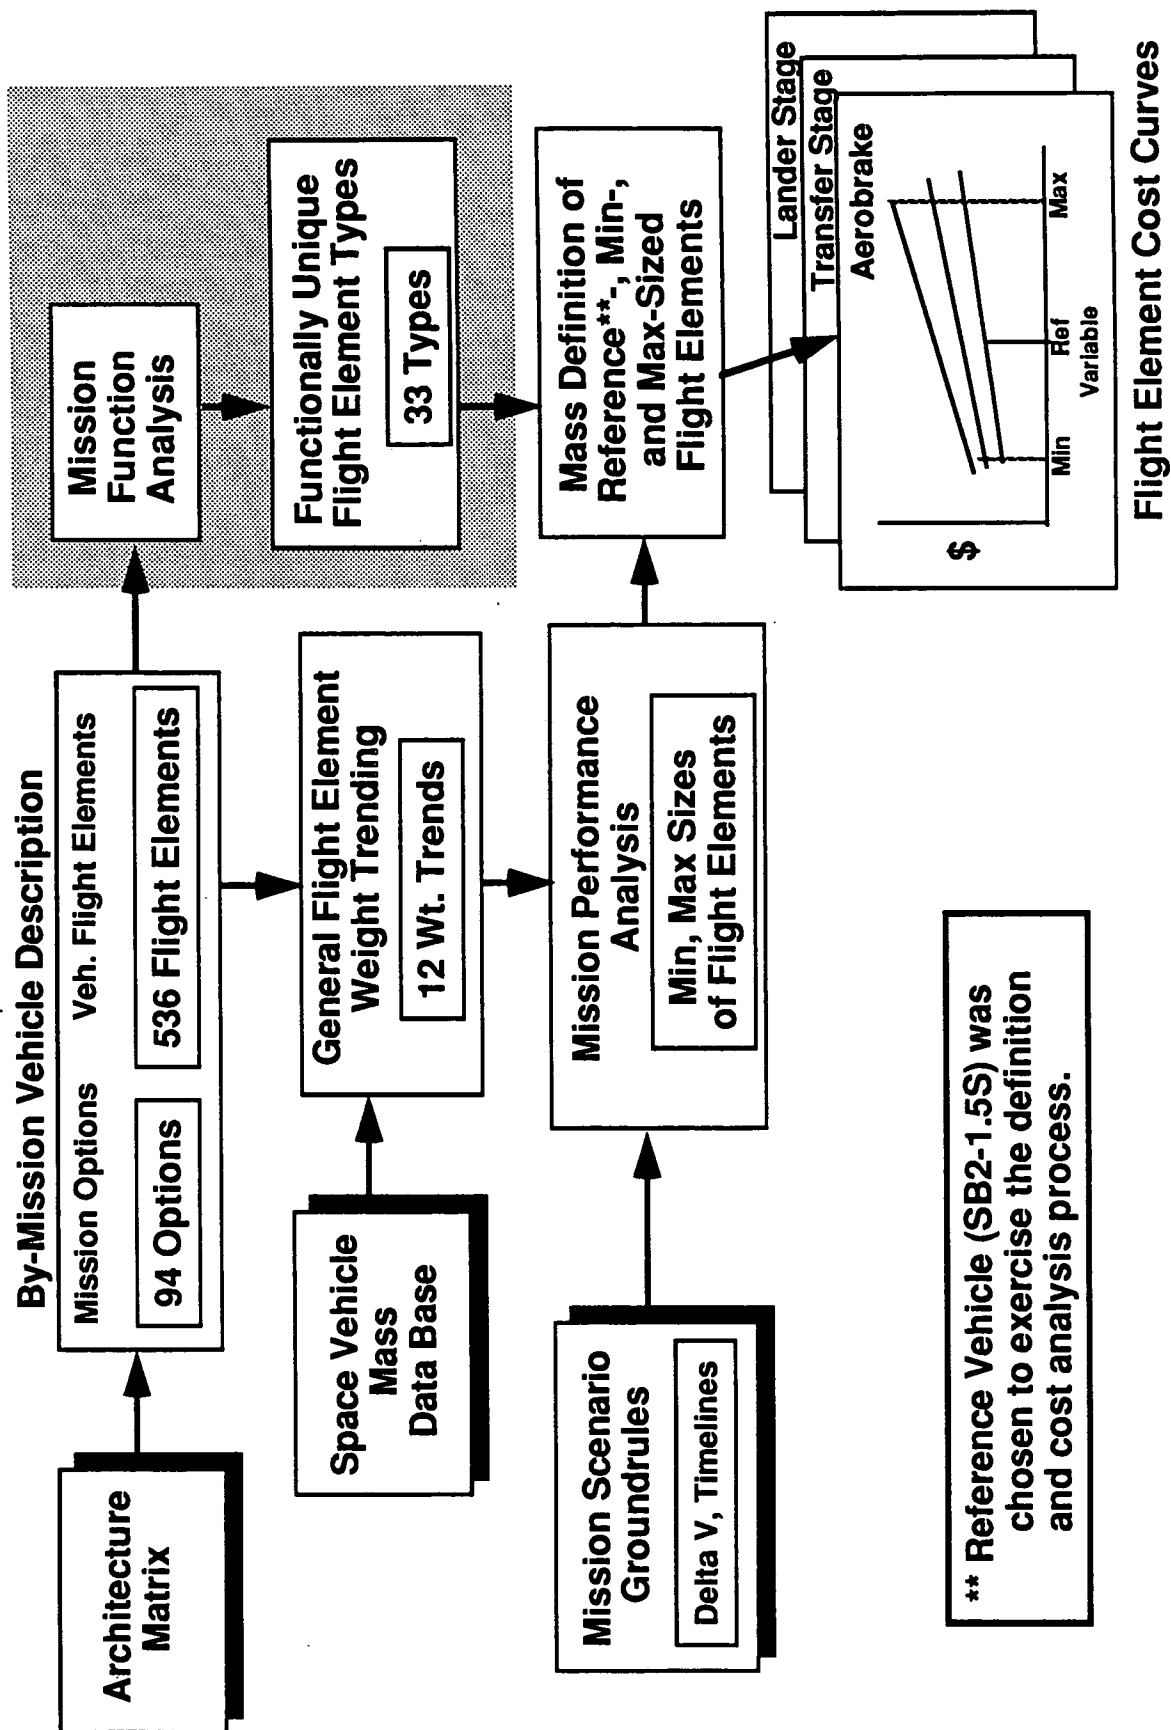 By-Mission Vehicle Description
Architecture
Matrix
Mission Options
Veh. Flight Elements
94 Options
536 Flight Elements
Mission
Function
Analysis
Space Vehicle
Mass
Data Base
General Flight Element
Weight Trending
12 Wt. Trends
Functionally Unique
Flight Element Types
33 Types
Mission Scenario
Groundrules
Delta V, Timelines
Mission Performance
Analysis
Min, Max Sizes
of Flight Elements
Mass Definition of
Reference**-, Min-,
and Max-Sized
Flight Elements
Lander Stage
Transfer Stage
Aerobrake
$
Min
Ref
Max
Variable
Flight Element Cost Curves
** Reference Vehicle (SB2-1.5S) was
chosen to exercise the definition
and cost analysis process.